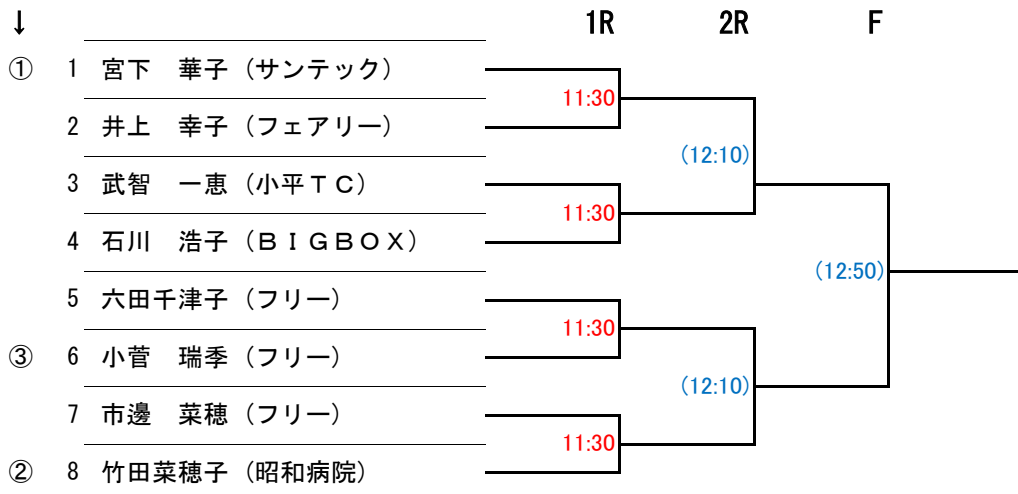 ↓ 1R 2R F
① 1 宮下　華子（サンテック）
11:30
2 井上　幸子（フェアリー）
(12:10)
3 武智　一恵（小平ＴＣ）
11:30
4 石川　浩子（ＢＩＧＢＯＸ）
(12:50)
5 六田千津子（フリー）
11:30
③ 6 小菅　瑞季（フリー）
(12:10)
7 市邊　菜穂（フリー）
11:30
② 8 竹田菜穂子（昭和病院）